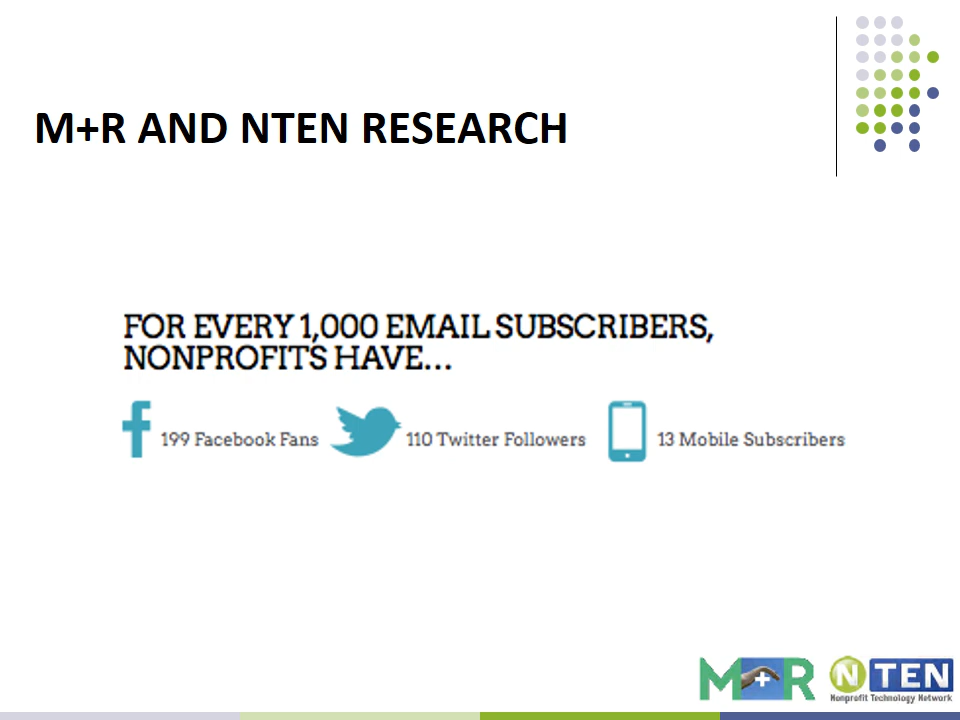 M+R AND NTEN RESEARCH
FOR EVERY 1,000 EMAIL SUBSCRIBERS,
NONPROFITS HAVE...
199 Facebook Fans
110 Twitter Followers
13 Mobile Subscribers
M+R
NTEN
Nonprofit Technology Network